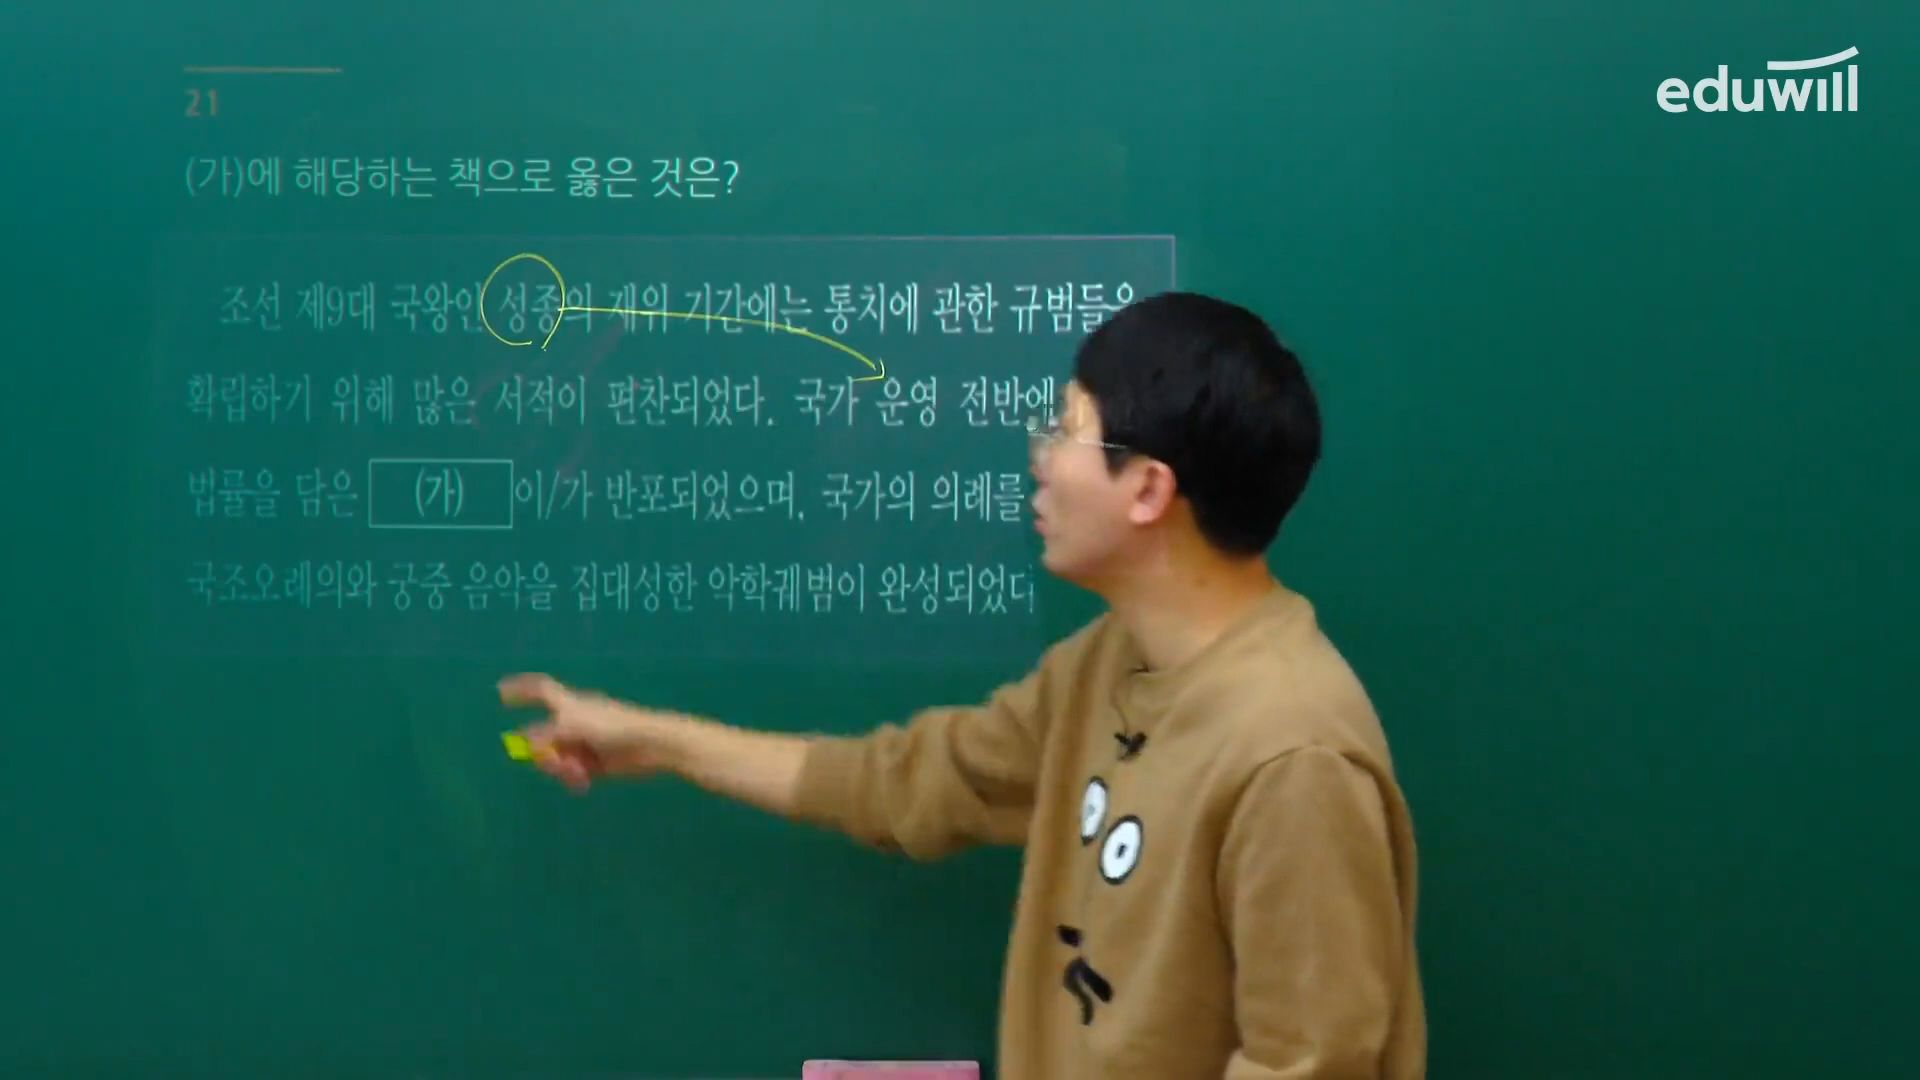 eduwill
21
(가)에 해당하는 책으로 옳은 것은?
조선 제9대 국왕인 성종의 재위 기간에는 통치에 관한 규범들을
확립하기 위해 많은 서적이 편찬되었다. 국가 운영 전반에
법률을 담은 (가) 이/가 반포되었으며, 국가의 의례를
국조오례의와 궁중 음악을 집대성한 악학궤범이 완성되었다